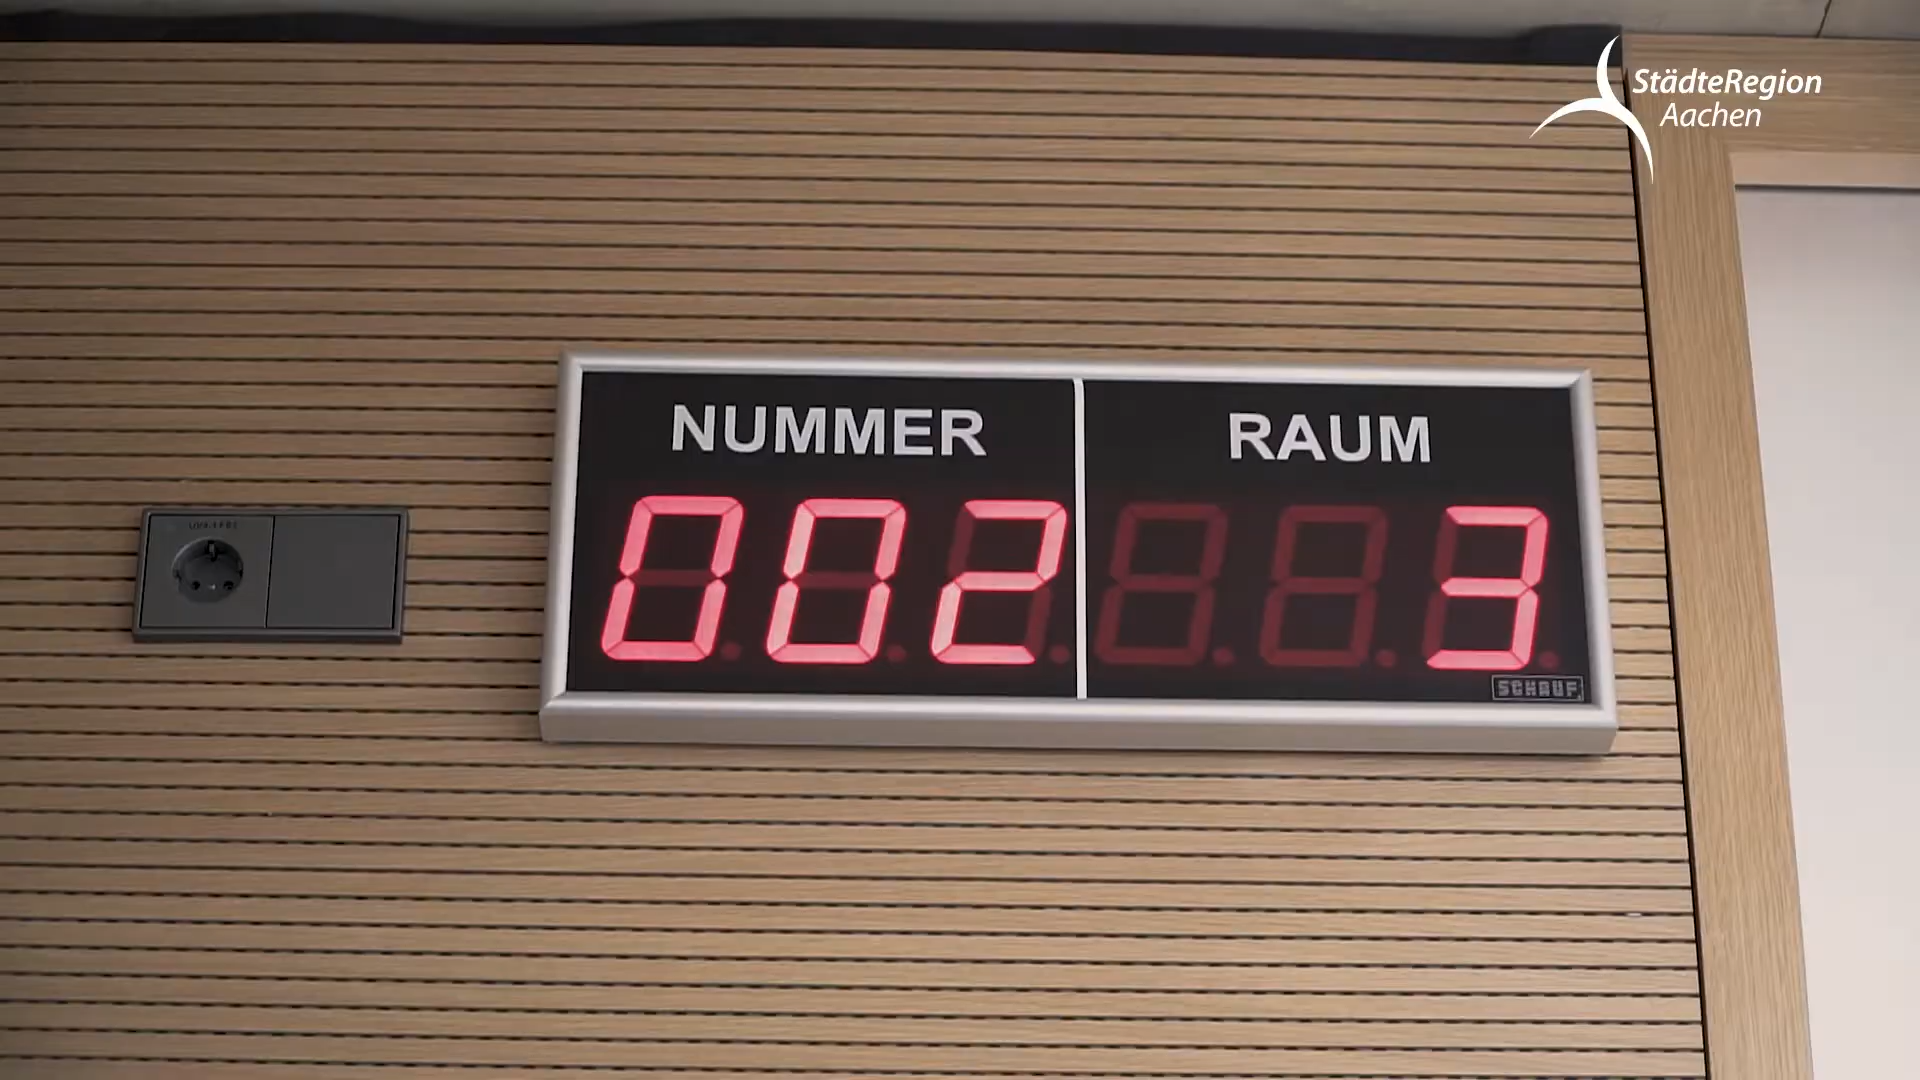 StädteRegion
Aachen
NUMMER
RAUM
002
3
SCHAUF